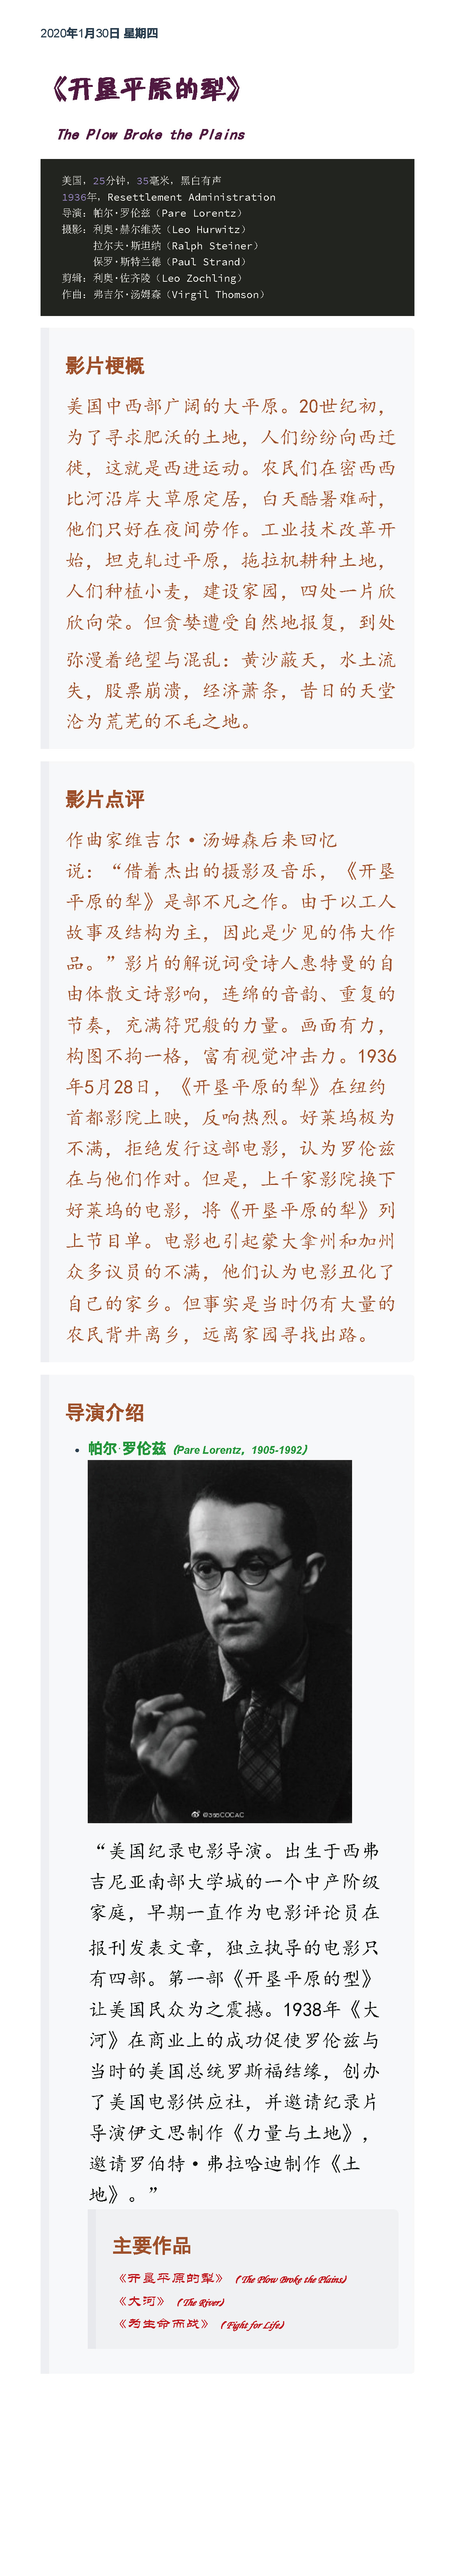 2020年1月30日 星期四
《开垦平原的犁》
The Plow Broke the Plains
美国，25分钟，35毫米，黑白有声
1936年，Resettlement Administration
导演：帕尔·罗伦兹（Pare Lorentz）
摄影：利奥·赫尔维茨（Leo Hurwitz）
拉尔夫·斯坦纳（Ralph Steiner）
保罗·斯特兰德（Paul Strand）
剪辑：利奥·佐齐陵（Leo Zochling）
作曲：弗吉尔·汤姆森（Virgil Thomson）
影片梗概
美国中西部广阔的大平原。20世纪初，
为了寻求肥沃的土地，人们纷纷向西迁
徙，这就是西进运动。农民们在密西西
比河沿岸大草原定居，白天酷暑难耐，
他们只好在夜间劳作。工业技术改革开
始，坦克轧过平原，拖拉机耕种土地，
人们种植小麦，建设家园，四处一片欣
欣向荣。但贪婪遭受自然地报复，到处
弥漫着绝望与混乱：黄沙蔽天，水土流
失，股票崩溃，经济萧条，昔日的天堂
沦为荒芜的不毛之地。
影片点评
作曲家维吉尔·汤姆森后来回忆
说：“借着杰出的摄影及音乐，《开垦
平原的犁》是部不凡之作。由于以工人
故事及结构为主，因此是少见的伟大作
品。”影片的解说词受诗人惠特曼的自
由体散文诗影响，连绵的音韵、重复的
节奏，充满符咒般的力量。画面有力，
构图不拘一格，富有视觉冲击力。1936
年5月28日，《开垦平原的犁》在纽约
首都影院上映，反响热烈。好莱坞极为
不满，拒绝发行这部电影，认为罗伦兹
在与他们作对。但是，上千家影院换下
好莱坞的电影，将《开垦平原的犁》列
上节目单。电影也引起蒙大拿州和加州
众多议员的不满，他们认为电影丑化了
自己的家乡。但事实是当时仍有大量的
农民背井离乡，远离家园寻找出路。
导演介绍
帕尔·罗伦兹（Pare Lorentz，1905-1992）
@395COCAC
“美国纪录电影导演。出生于西弗
吉尼亚南部大学城的一个中产阶级
家庭，早期一直作为电影评论员在
报刊发表文章，独立执导的电影只
有四部。第一部《开垦平原的型》
让美国民众为之震撼。1938年《大
河》在商业上的成功促使罗伦兹与
当时的美国总统罗斯福结缘，创办
了美国电影供应社，并邀请纪录片
导演伊文思制作《力量与土地》，
邀请罗伯特·弗拉哈迪制作《土
地》。”
主要作品
《开垦平原的犁》（The Plow Broke the Plains）
《大河》（The River）
《为生命而战》（Fight for Life）